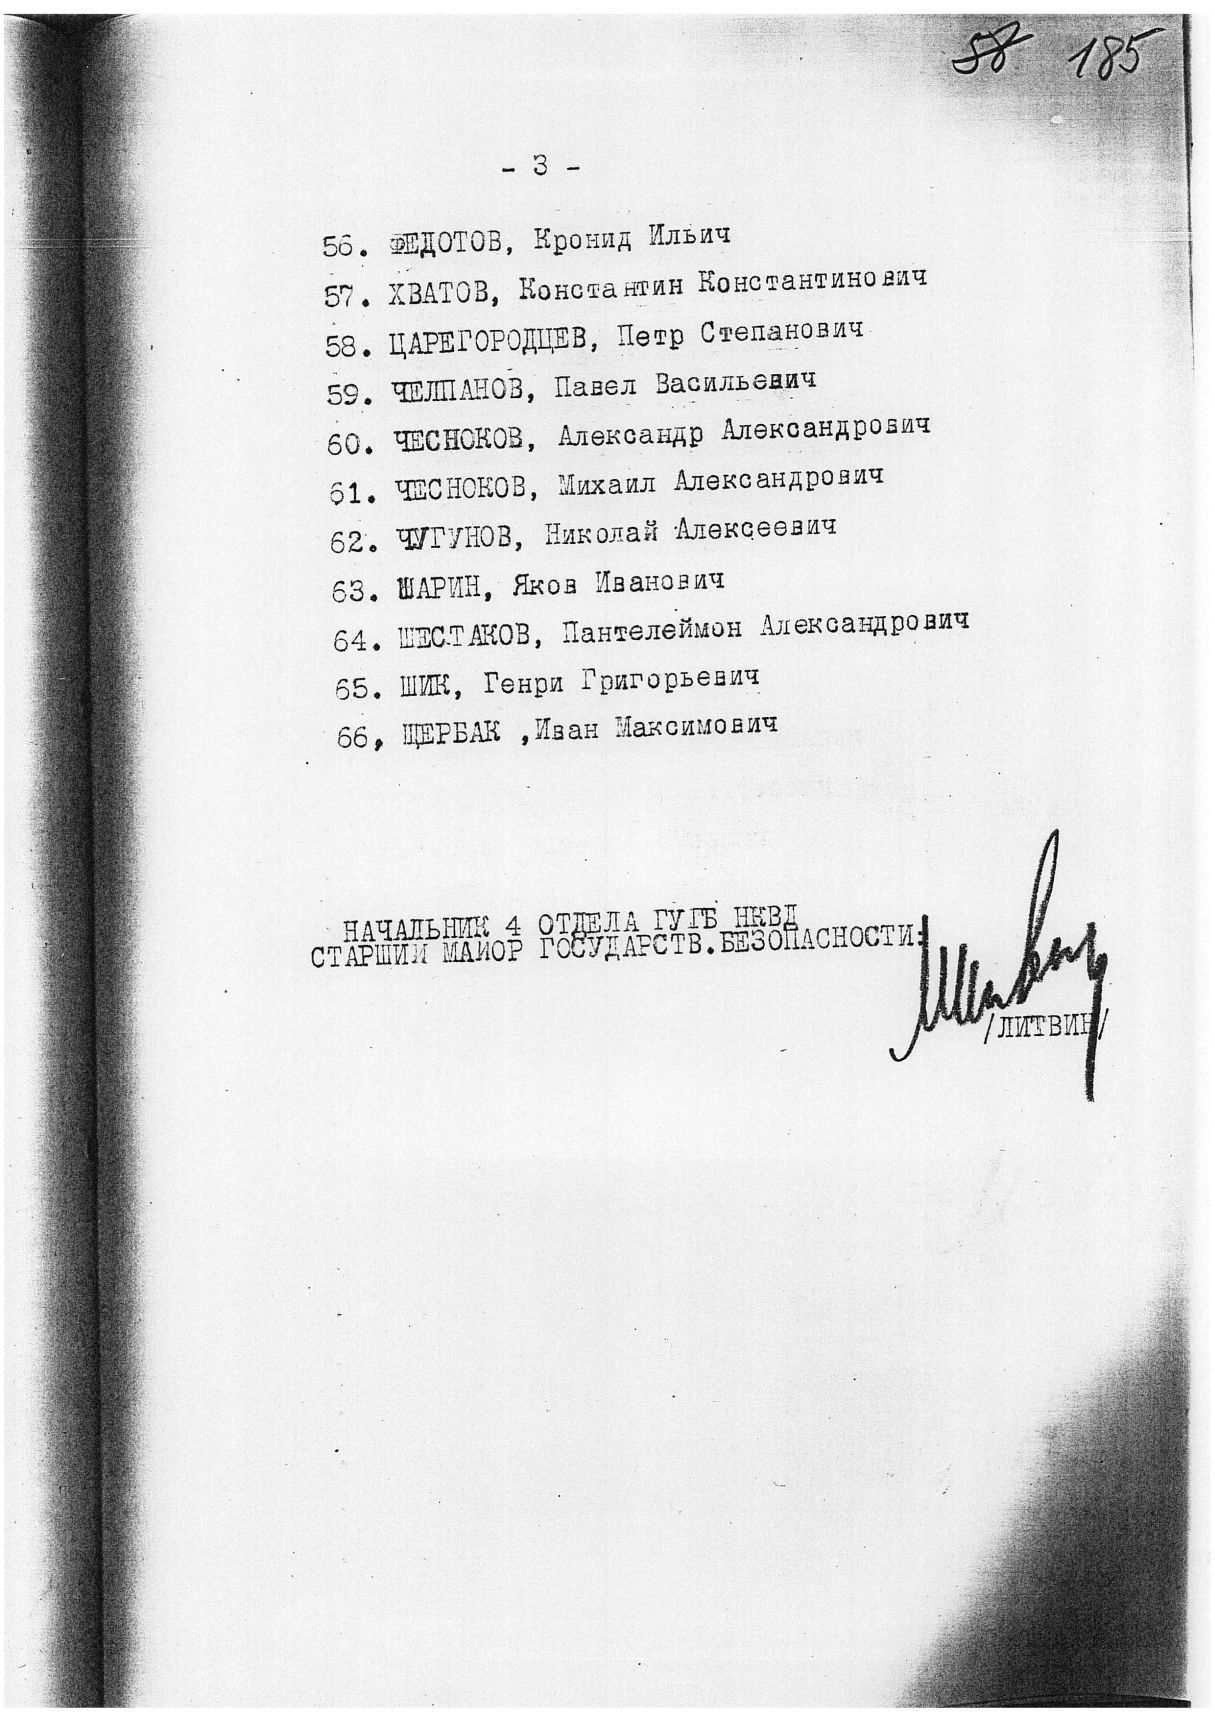 58 185
- 3 -
56. ФЕДОТОВ, Кронид Ильич
57. ХВАТОВ, Константин Константинович
58. ЦАРЕГОРОДЦЕВ, Петр Степанович
59. ЧЕЛПАНОВ, Павел Васильевич
60. ЧЕСНОКОВ, Александр Александрович
61. ЧЕСНОКОВ, Михаил Александрович
62. ЧУГУНОВ, Николай Алексеевич
63. ШАРИН, Яков Иванович
64. ШЕСТАКОВ, Пантелеймон Александрович
65. ШИК, Генри Григорьевич
66, ЩЕРБАК ,Иван Максимович
НАЧАЛЬНИК 4 ОТДЕЛА ГУГБ НКВД
СТАРШИЙ МАЙОР ГОСУДАРСТВ.БЕЗОПАСНОСТИ:
/ЛИТВИН/